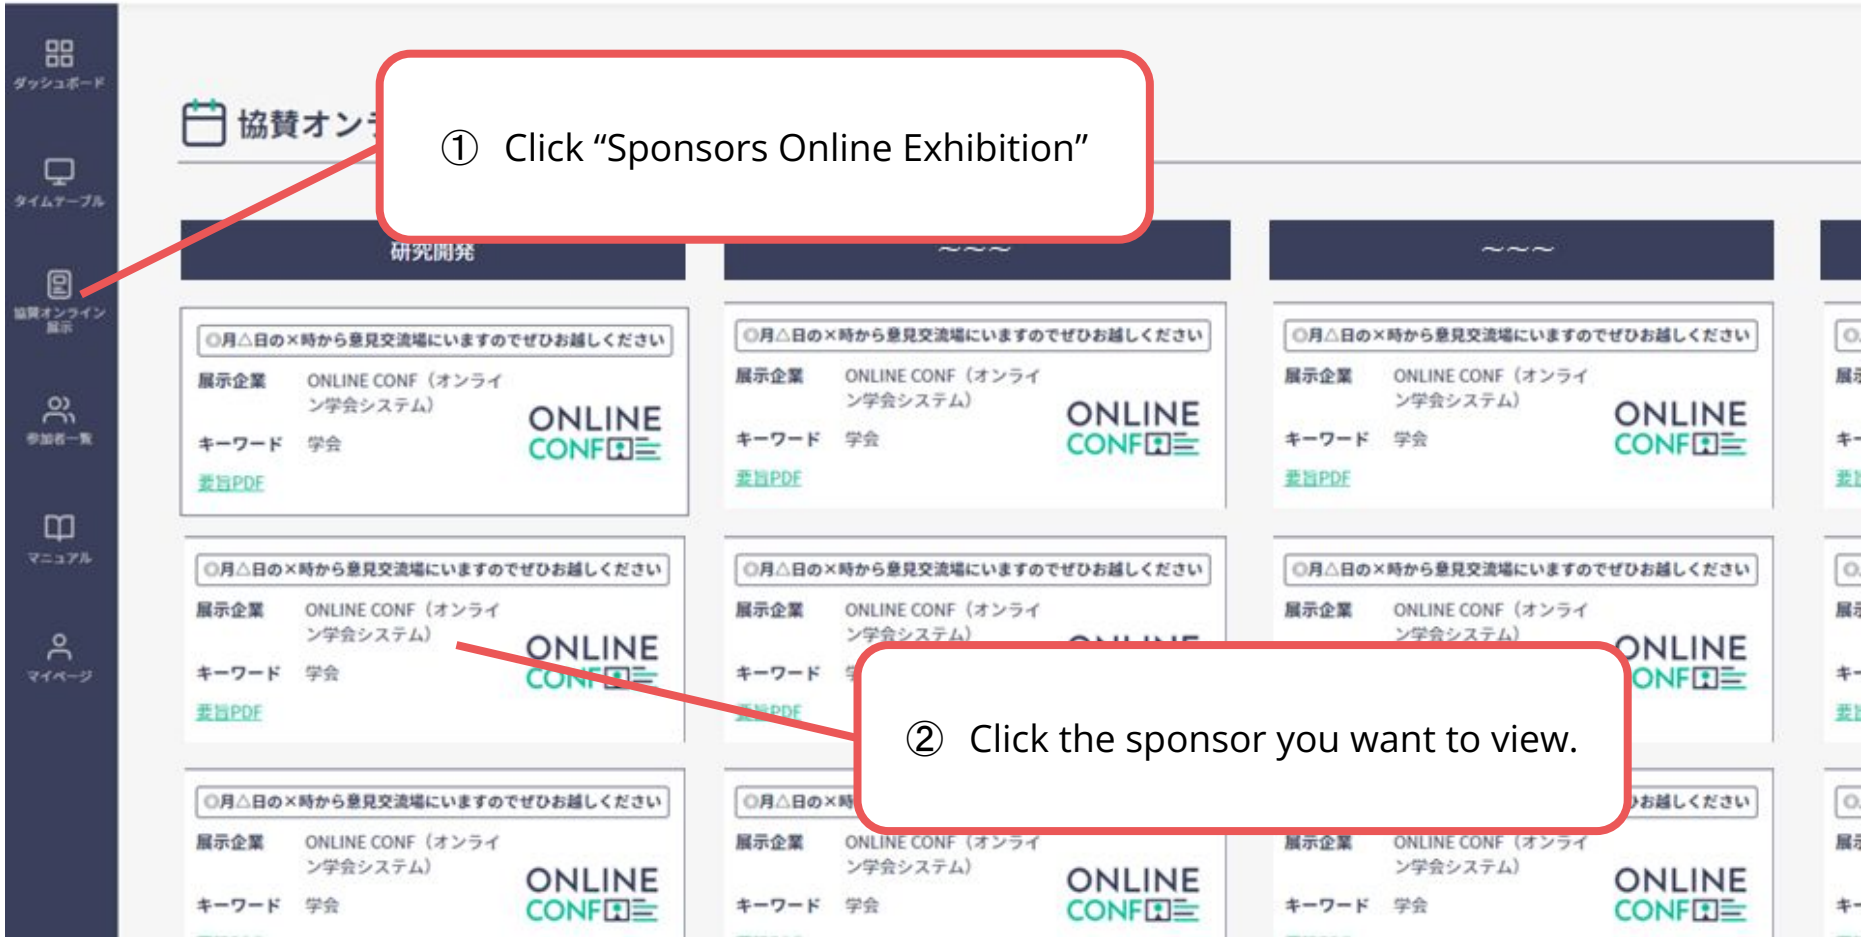 ダッシュボード
タイムテーブル
協賛オンライン
展示
参加者一覧
マニュアル
マイページ
協賛オン
① Click “Sponsors Online Exhibition”
研究開発
～～～
～～～
◎月△日の×時から意見交流場にいますのでぜひお越しください
展示企業 ONLINE CONF（オンライ
ン学会システム）
キーワード 学会
要旨PDF
ONLINE
CONF
◎月△日の×時から意見交流場にいますのでぜひお越しください
展示企業 ONLINE CONF（オンライ
ン学会システム）
キーワード 学会
要旨PDF
ONLINE
CONF
◎月△日の×時から意見交流場にいますのでぜひお越しください
展示企業 ONLINE CONF（オンライ
ン学会システム）
キーワード 学会
要旨PDF
ONLINE
CONF
◎月△日の×時から意見交流場にいますのでぜひお越しください
展示企業 ONLINE CONF（オンライ
ン学会システム）
キーワード 学会
要旨PDF
ONLINE
CONF
◎月△日の×時から意見交流場にいますのでぜひお越しください
展示企業 ONLINE CONF（オンライ
ン学会システム）
キーワード
要旨PDF
ONLINE
◎月△日の×時から意見交流場にいますのでぜひお越しください
展示企業 ONLINE CONF（オンライ
ン学会システム）
ONLINE
ONF
② Click the sponsor you want to view.
◎月△日の×時から意見交流場にいますのでぜひお越しください
展示企業 ONLINE CONF（オンライ
ン学会システム）
キーワード 学会
ONLINE
CONF
◎月△日の×時
展示企業 ONLINE CONF（オンライ
ン学会システム）
キーワード 学会
ONLINE
CONF
お越しください
展示企業 ONLINE CONF（オンライ
ン学会システム）
キーワード 学会
ONLINE
CONF